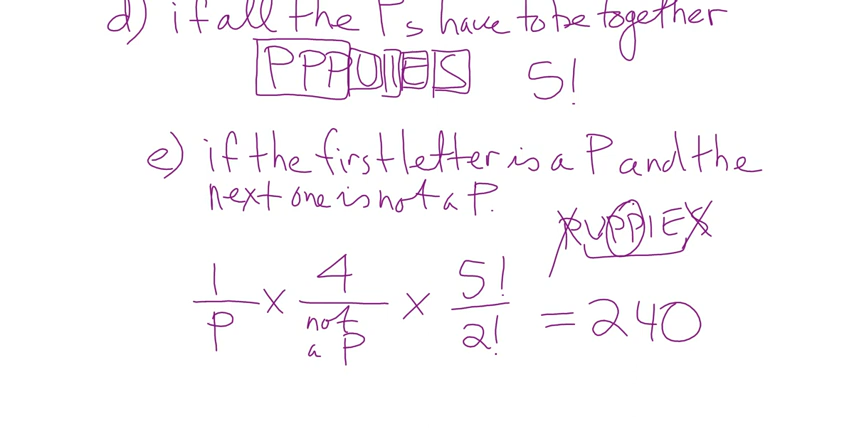 d) if all the Ps have to be together
PPPUIES 5!
e) if the first letter is a P and the
next one is not a P.
PUPPIES
1/P × 4/not a P × 5!/2! = 240